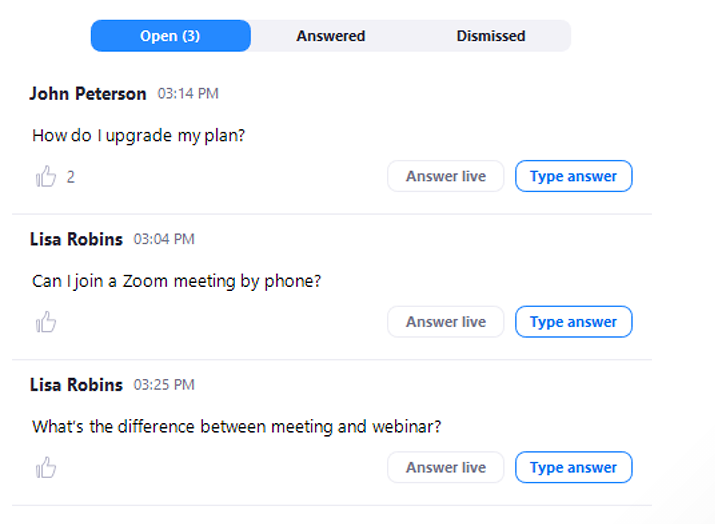 Open (3) Answered Dismissed
John Peterson 03:14 PM
How do I upgrade my plan?
2 Answer live Type answer
Lisa Robins 03:04 PM
Can I join a Zoom meeting by phone?
Answer live Type answer
Lisa Robins 03:25 PM
What's the difference between meeting and webinar?
Answer live Type answer